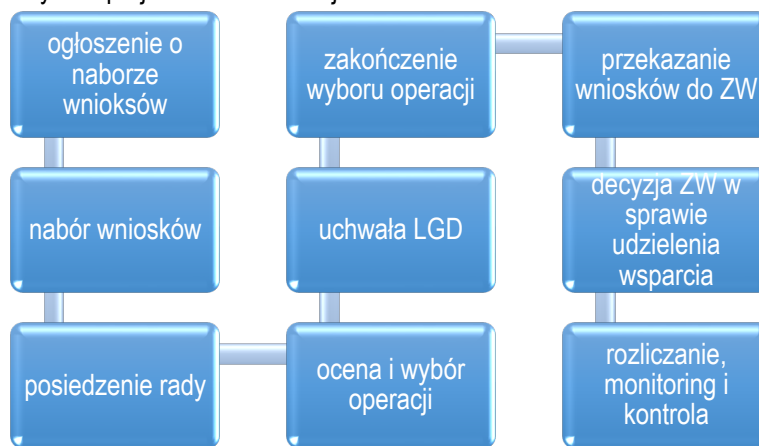 ogłoszenie o
naborze
wnioksów
nabór wniosków
posiedzenie rady
ocena i wybór
operacji
uchwała LGD
zakończenie
wyboru operacji
przekazanie
wniosków do ZW
decyzja ZW w
sprawie
udzielenia
wsparcia
rozliczanie,
monitoring i
kontrola